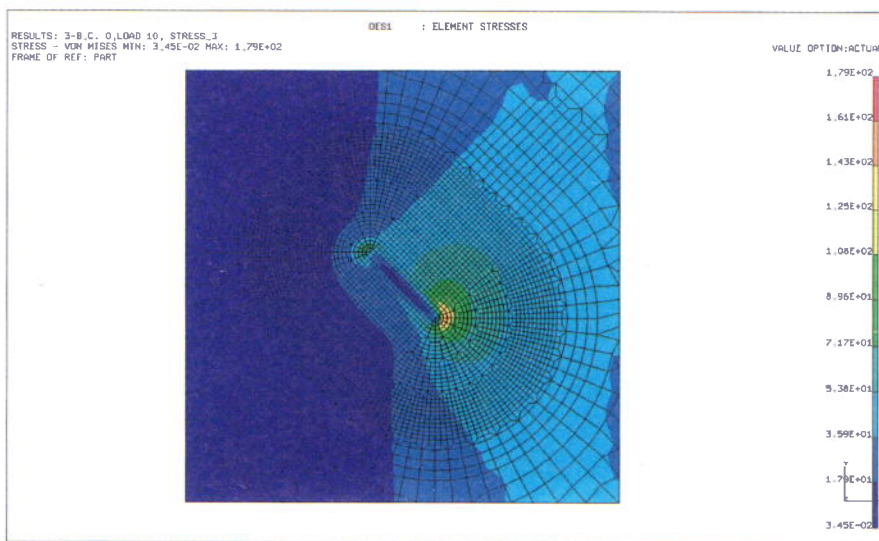 OES1 : ELEMENT STRESSES
RESULTS: 3-B.C. 0,LOAD 10, STRESS_3
STRESS - VON MISES MIN: 3.45E-02 MAX: 1.79E+02
FRAME OF REF: PART
VALUE OPTION:ACTUAL
1.79E+02
1.61E+02
1.43E+02
1.25E+02
1.08E+02
8.96E+01
7.17E+01
5.38E+01
3.59E+01
1.79E+01
3.45E-02